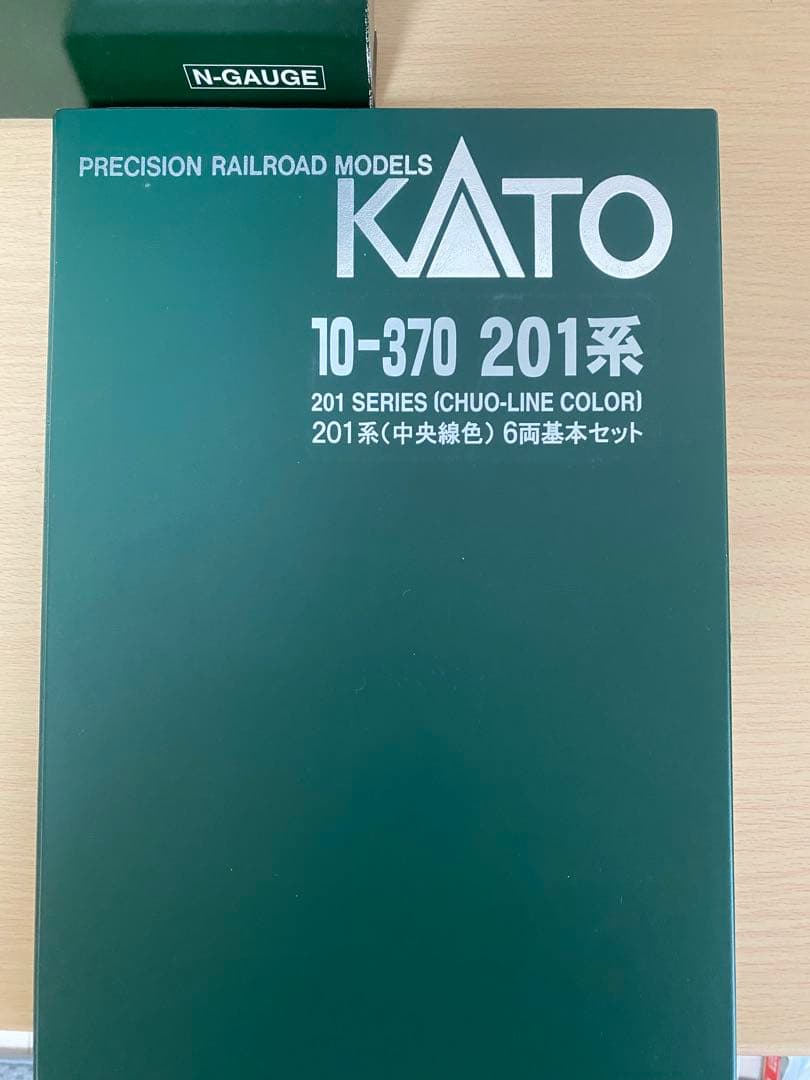 N-GAUGE
PRECISION RAILROAD MODELS
KATO
10-370 201系
201 SERIES (CHUO-LINE COLOR)
201系(中央線色) 6両基本セット